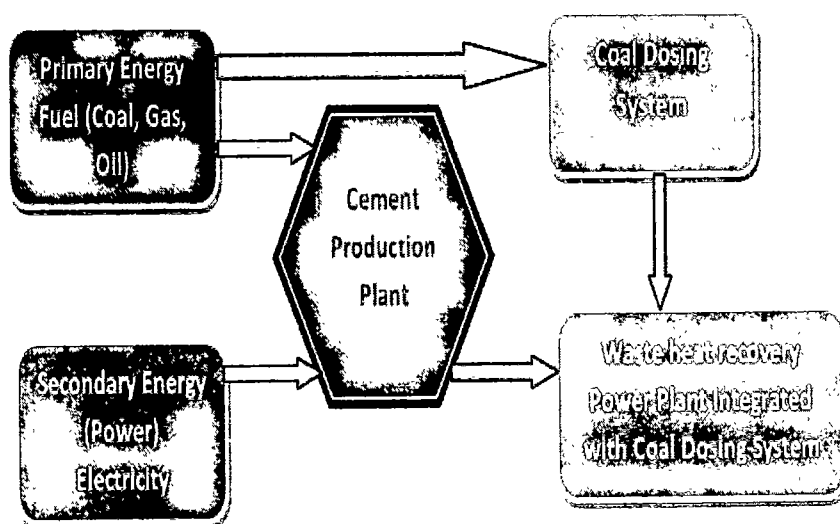 Primary Energy
Fuel (Coal, Gas,
Oil)
Coal Dosing
System
Cement
Production
Plant
Secondary Energy
(Power)
Electricity
Waste heat recovery
Power Plant Integrated
with Coal Dosing System